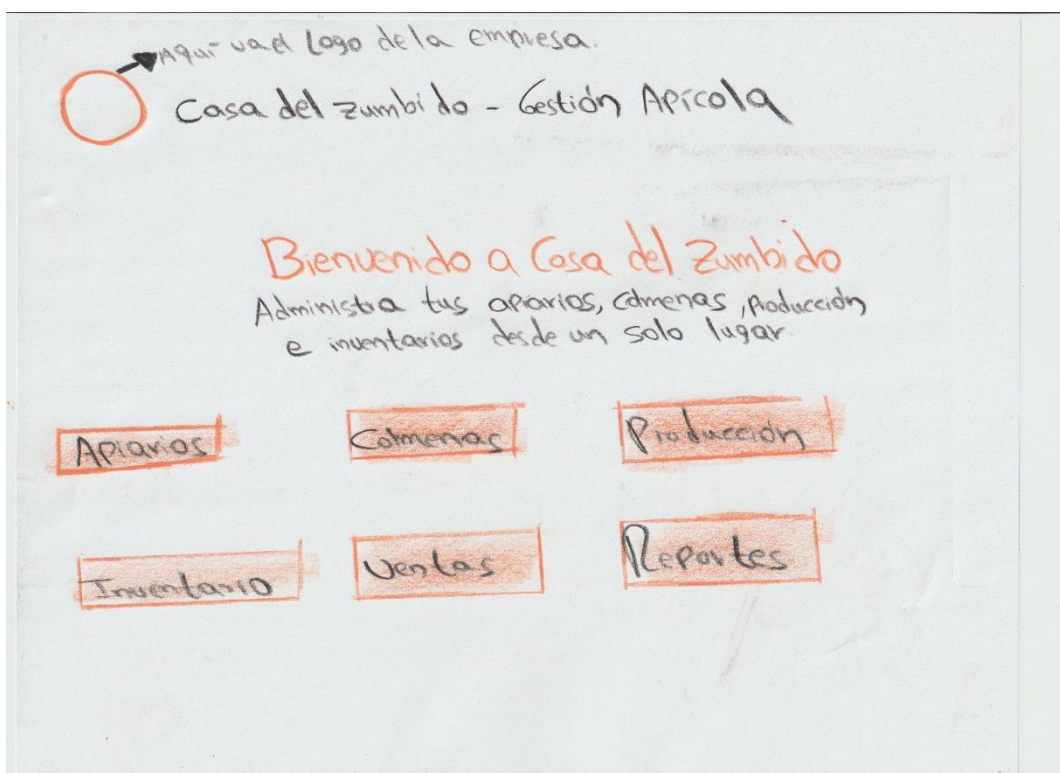 Aquí va el Logo de la empresa.
Casa del zumbido - Gestión Apícola
Bienvenido a Casa del Zumbido
Administra tus apiarios, colmenas, producción
e inventarios desde un solo lugar.
Apiarios
Colmenas
Producción
Inventario
Ventas
Reportes